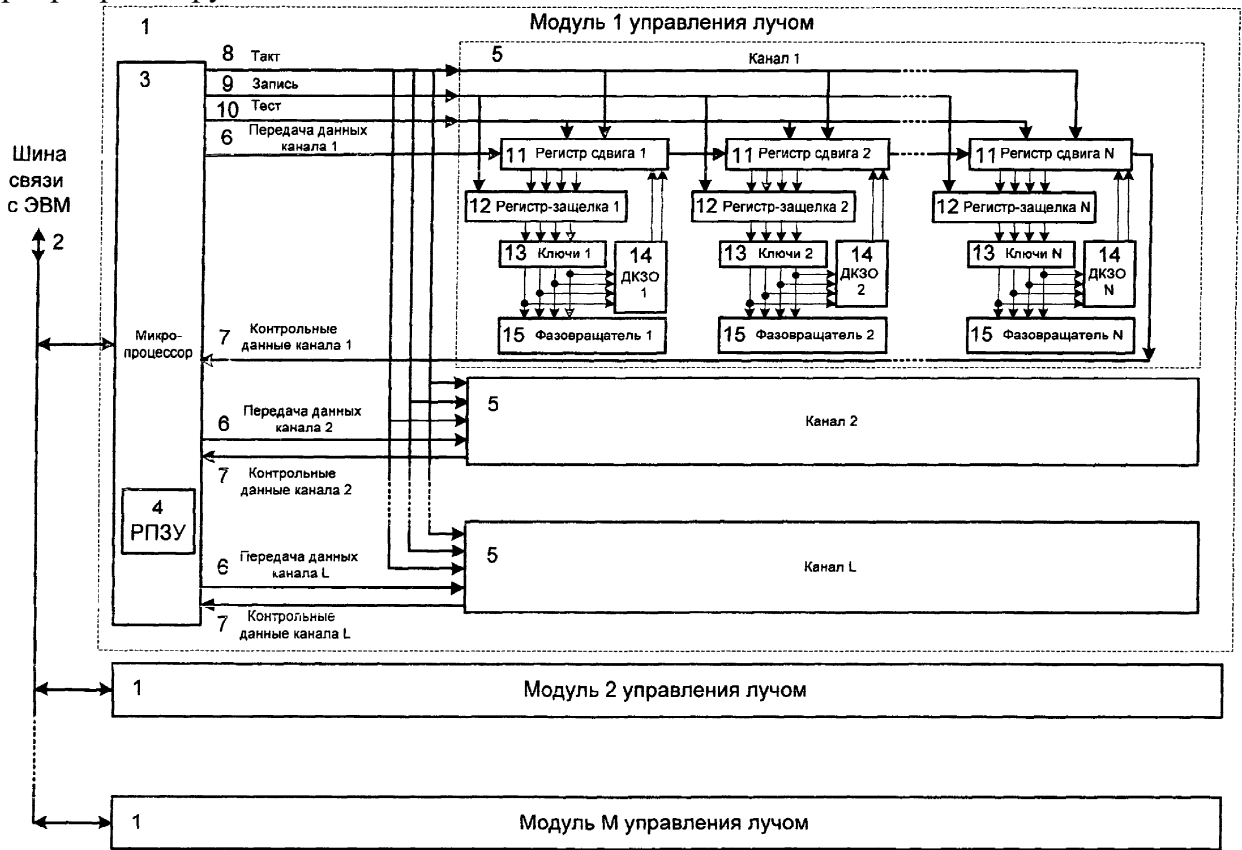 Модуль 1 управления лучом
1
8 Такт
5
Канал 1
3
9 Запись
10 Тест
6 Передача данных
канала 1
11 Регистр сдвига 1
11 Регистр сдвига 2
11 Регистр сдвига N
Шина
связи
с ЭВМ
2
12 Регистр-защелка 1
12 Регистр-защелка 2
12 Регистр-защелка N
13 Ключи 1
14
ДКЗО
1
13 Ключи 2
14
ДКЗО
2
13 Ключи N
14
ДКЗО
N
15 Фазовращатель 1
15 Фазовращатель 2
15 Фазовращатель N
Микро-
процессор
7 Контрольные
данные канала 1
6 Передача данных
канала 2
5
Канал 2
7 Контрольные
данные канала 2
4
РПЗУ
6 Передача данных
канала L
5
Канал L
7 Контрольные
данные канала L
1 Модуль 2 управления лучом
1 Модуль М управления лучом